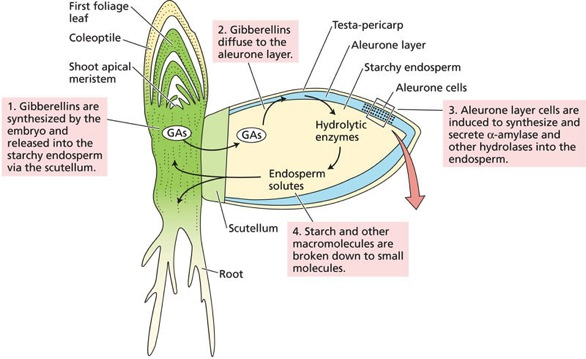 First foliage
leaf
Coleoptile
Shoot apical
meristem
1. Gibberellins are
synthesized by the
embryo and
released into the
starchy endosperm
via the scutellum.
GAs
2. Gibberellins
diffuse to the
aleurone layer.
GAs
Testa-pericarp
Aleurone layer
Starchy endosperm
Aleurone cells
Hydrolytic
enzymes
3. Aleurone layer cells are
induced to synthesize and
secrete α-amylase and
other hydrolases into the
endosperm.
Endosperm
solutes
Scutellum
4. Starch and other
macromolecules are
broken down to small
molecules.
Root